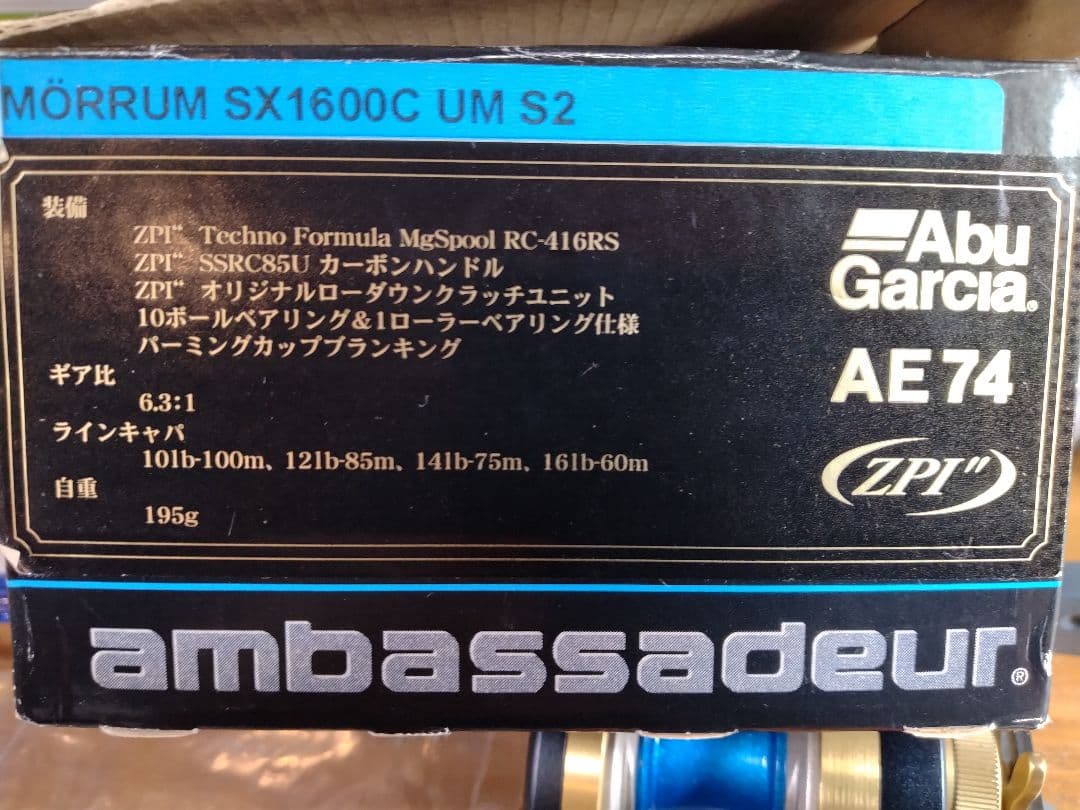 MÖRRUM SX1600C UM S2
装備
ZPI" Techno Formula MgSpool RC-416RS
ZPI" SSRC85U カーボンハンドル
ZPI" オリジナルローダウンクラッチユニット
10ボールベアリング&1ローラーベアリング仕様
パーミングカップブランキング
ギア比
6.3:1
ラインキャパ
10lb-100m、12lb-85m、14lb-75m、16lb-60m
自重
195g
Abu
Garcia®
AE74
ZPI"
ambassadeur®